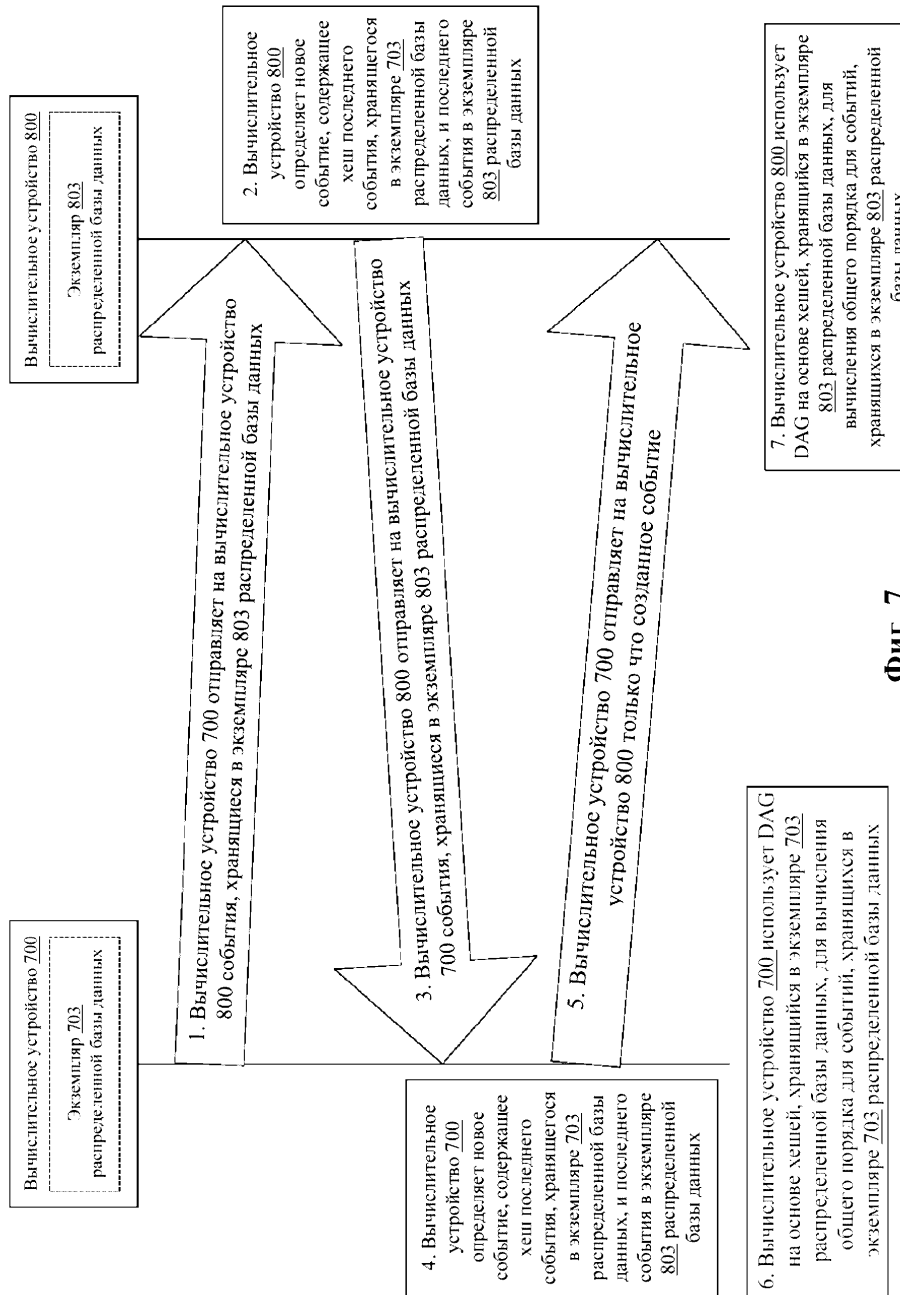 Вычислительное устройство 700
Экземпляр 703
распределенной базы данных
Вычислительное устройство 800
Экземпляр 803
распределенной базы данных
1. Вычислительное устройство 700 отправляет на вычислительное устройство
800 события, хранящиеся в экземпляре 803 распределенной базы данных
2. Вычислительное
устройство 800
определяет новое
событие, содержащее
хеш последнего
события, хранящегося
в экземпляре 703
распределенной базы
данных, и последнего
события в экземпляре
803 распределенной
базы данных
3. Вычислительное устройство 800 отправляет на вычислительное устройство
700 события, хранящиеся в экземпляре 803 распределенной базы данных
4. Вычислительное
устройство 700
определяет новое
событие, содержащее
хеш последнего
события, хранящегося
в экземпляре 703
распределенной базы
данных, и последнего
события в экземпляре
803 распределенной
базы данных
5. Вычислительное устройство 700 отправляет на вычислительное
устройство 800 только что созданное событие
6. Вычислительное устройство 700 использует DAG
на основе хешей, хранящийся в экземпляре 703
распределенной базы данных, для вычисления
общего порядка для событий, хранящихся в
экземпляре 703 распределенной базы данных
7. Вычислительное устройство 800 использует
DAG на основе хешей, хранящийся в экземпляре
803 распределенной базы данных, для
вычисления общего порядка для событий,
хранящихся в экземпляре 803 распределенной
базы данных
Фиг. 7